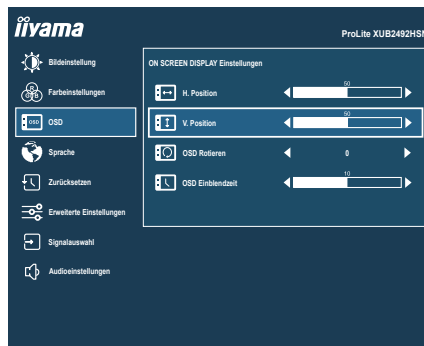 iiyama
ProLite XUB2492HSN
Bildeinstellung
Farbeinstellungen
OSD
Sprache
Zurücksetzen
Erweiterte Einstellungen
Signalauswahl
Audioeinstellungen
ON SCREEN DISPLAY Einstellungen
H. Position
50
V. Position
50
OSD Rotieren
0
OSD Einblendzeit
10
R
G B
OSD